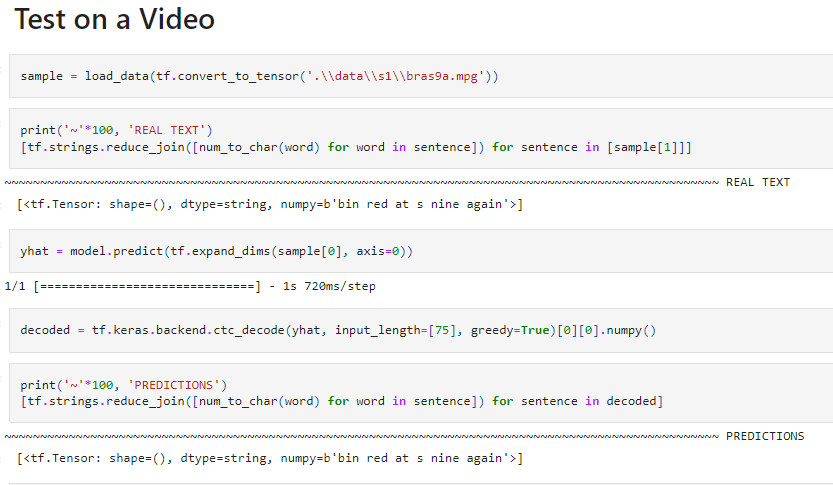 Test on a Video
sample = load_data(tf.convert_to_tensor('.\\data\\s1\\bras9a.mpg'))
print('~'*100, 'REAL TEXT')
[tf.strings.reduce_join([num_to_char(word) for word in sentence]) for sentence in [sample[1]]]
~~~~~~~~~~~~~~~~~~~~~~~~~~~~~~~~~~~~~~~~~~~~~~~~~~~~~~~~~~~~~~~~~~~~~~~~~~~~~~~~~~~~~~~~~~~~~~~~~~~~ REAL TEXT
[<tf.Tensor: shape=(), dtype=string, numpy=b'bin red at s nine again'>]
yhat = model.predict(tf.expand_dims(sample[0], axis=0))
1/1 [==============================] - 1s 720ms/step
decoded = tf.keras.backend.ctc_decode(yhat, input_length=[75], greedy=True)[0][0].numpy()
print('~'*100, 'PREDICTIONS')
[tf.strings.reduce_join([num_to_char(word) for word in sentence]) for sentence in decoded]
~~~~~~~~~~~~~~~~~~~~~~~~~~~~~~~~~~~~~~~~~~~~~~~~~~~~~~~~~~~~~~~~~~~~~~~~~~~~~~~~~~~~~~~~~~~~~~~~~~~~ PREDICTIONS
[<tf.Tensor: shape=(), dtype=string, numpy=b'bin red at s nine again'>]